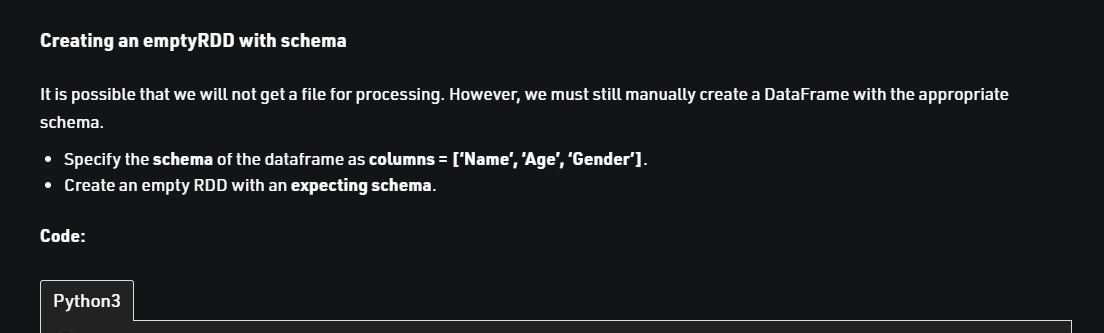 Creating an emptyRDD with schema
It is possible that we will not get a file for processing. However, we must still manually create a DataFrame with the appropriate
schema.
• Specify the schema of the dataframe as columns = [‘Name’, ‘Age’, ‘Gender’].
• Create an empty RDD with an expecting schema.
Code:
Python3